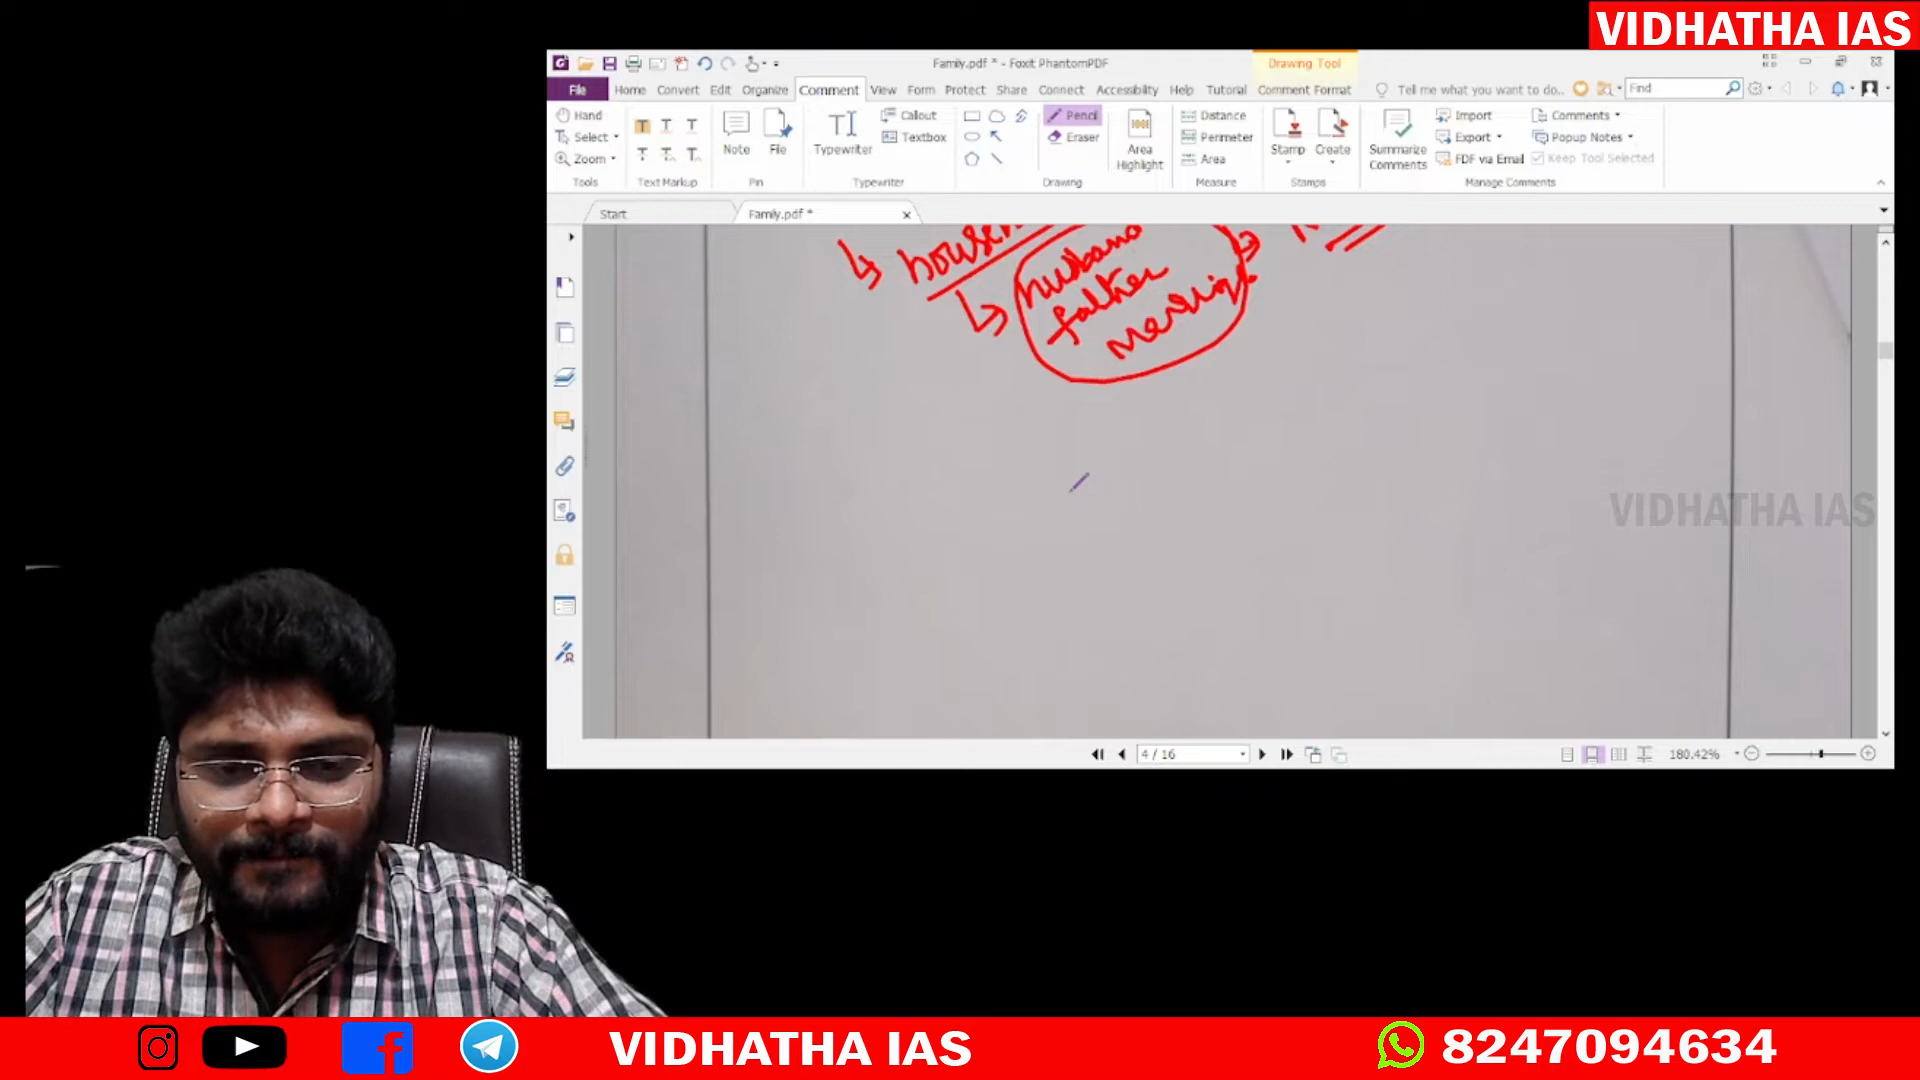 VIDHATHA IAS
Family.pdf * - Foxit PhantomPDF
Drawing Tool
File Home Convert Edit Organize Comment View Form Protect Share Connect Accessibility Help Tutorial Comment Format Tell me what you want to do.. Find
Hand
Select
Zoom
Tools
Text Markup
Note
File
Pin
Typewriter
Callout
Textbox
Typewriter
Pencil
Eraser
Drawing
Area
Highlight
Distance
Perimeter
Area
Measure
Stamp
Create
Stamps
Summarize
Comments
Import
Export
FDF via Email
Comments
Popup Notes
Keep Tool Selected
Manage Comments
Start
Family.pdf *
husband
father
marriage
VIDHATHA IAS
4 / 16
180.42%
VIDHATHA IAS
8247094634